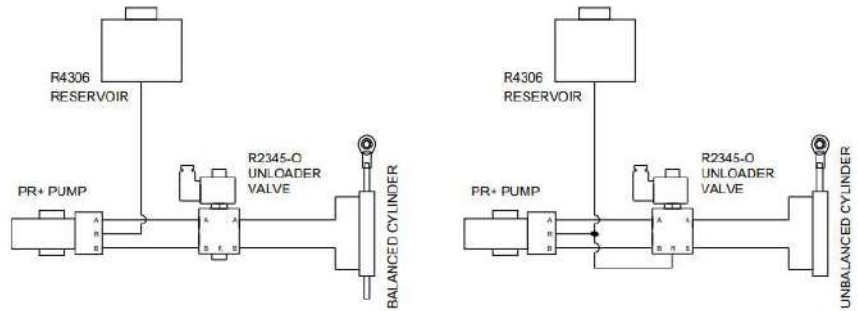 R4306
RESERVOIR
R2345-O
UNLOADER
VALVE
PR+ PUMP
A
R
B
A A
B R B
BALANCED CYLINDER
R4306
RESERVOIR
R2345-O
UNLOADER
VALVE
PR+ PUMP
A
R
B
A A
B R B
UNBALANCED CYLINDER